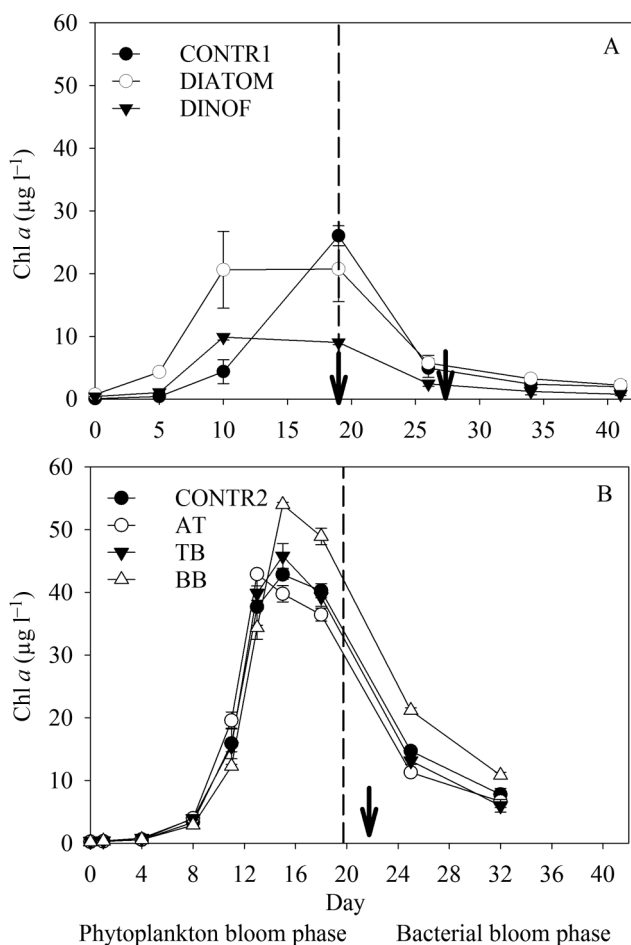 60
A
CONTR1
50
DIATOM
DINOF
40
30
20
10
0
Chl a (µg l⁻¹)
0 5 10 15 20 25 30 35 40
60
B
CONTR2
50
AT
TB
40
BB
30
20
10
0
Chl a (µg l⁻¹)
0 4 8 12 16 20 24 28 32 36 40
Day
Phytoplankton bloom phase Bacterial bloom phase